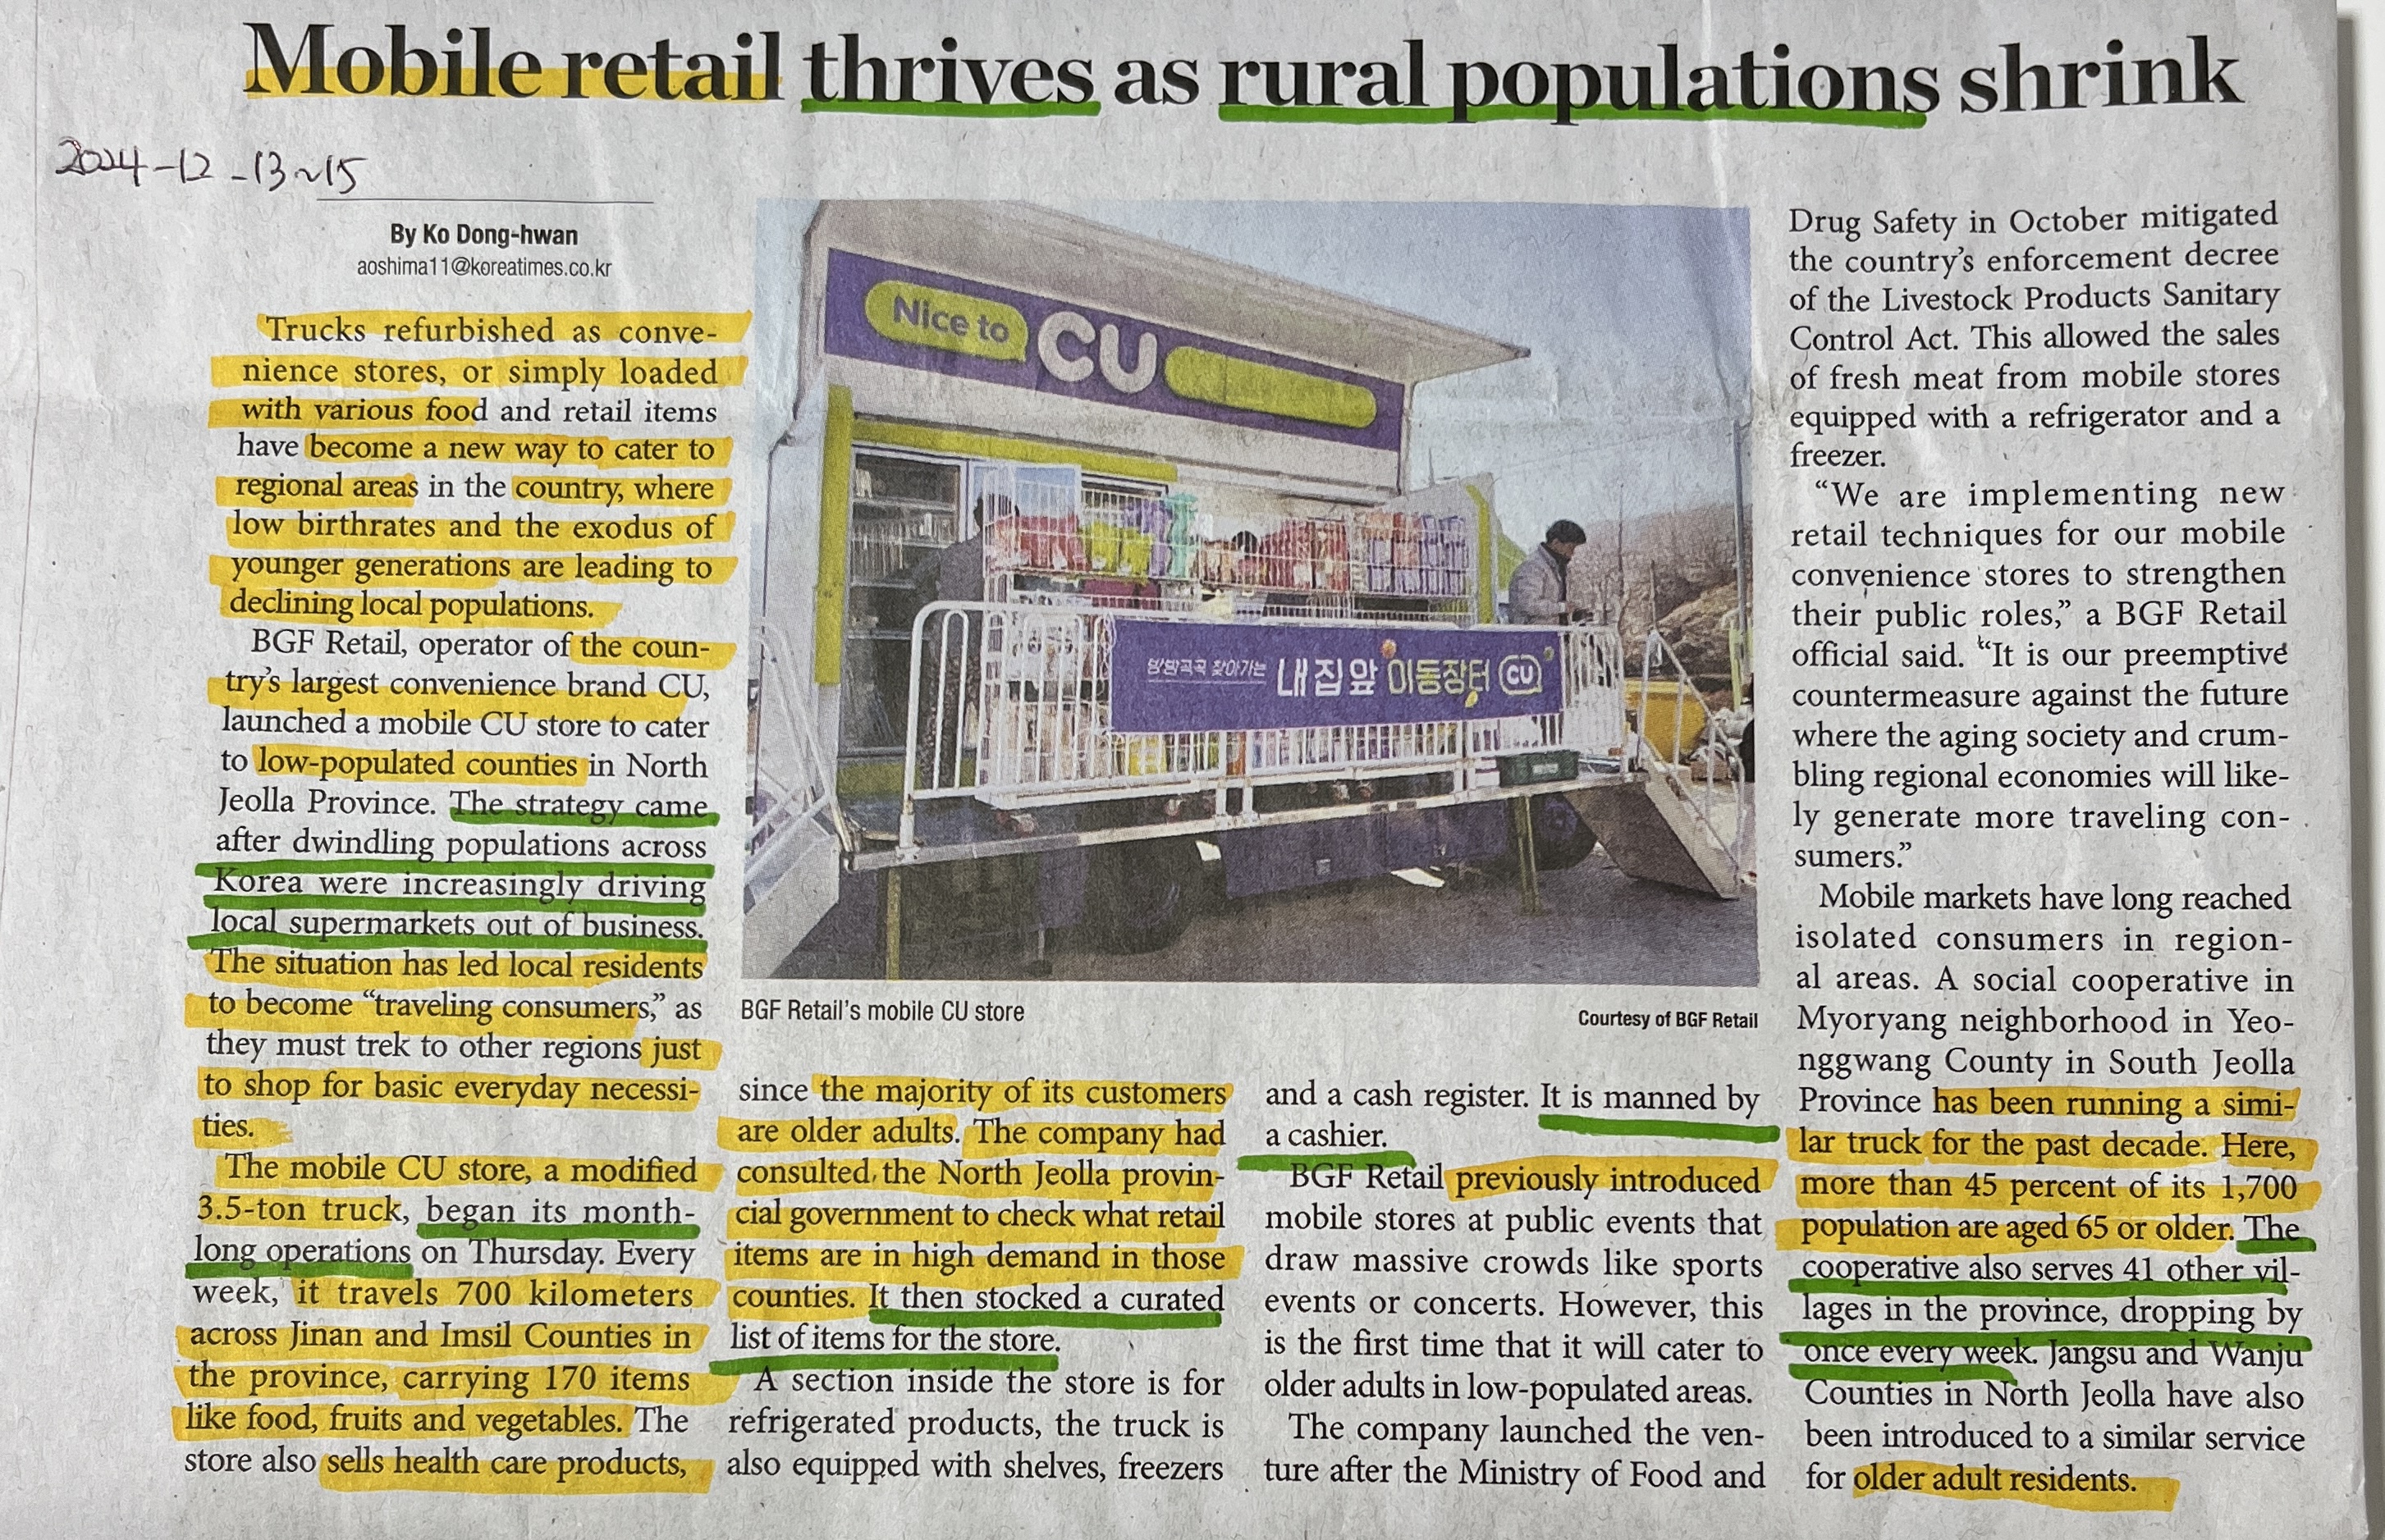 Mobile retail thrives as rural populations shrink
2024-12-13~15
By Ko Dong-hwan
aoshima11@koreatimes.co.kr
Trucks refurbished as conve-
nience stores, or simply loaded
with various food and retail items
have become a new way to cater to
regional areas in the country, where
low birthrates and the exodus of
younger generations are leading to
declining local populations.
BGF Retail, operator of the coun-
try's largest convenience brand CU,
launched a mobile CU store to cater
to low-populated counties in North
Jeolla Province. The strategy came
after dwindling populations across
Korea were increasingly driving
local supermarkets out of business.
The situation has led local residents
to become “traveling consumers,” as
they must trek to other regions just
to shop for basic everyday necessi-
ties.
The mobile CU store, a modified
3.5-ton truck, began its month-
long operations on Thursday. Every
week, it travels 700 kilometers
across Jinan and Imsil Counties in
the province, carrying 170 items
like food, fruits and vegetables. The
store also sells health care products,
Nice to CU
방방곡곡 찾아가는 내 집 앞 이동장터 CU
BGF Retail's mobile CU store
Courtesy of BGF Retail
since the majority of its customers
are older adults. The company had
consulted the North Jeolla provin-
cial government to check what retail
items are in high demand in those
counties. It then stocked a curated
list of items for the store.
A section inside the store is for
refrigerated products, the truck is
also equipped with shelves, freezers
and a cash register. It is manned by
a cashier.
BGF Retail previously introduced
mobile stores at public events that
draw massive crowds like sports
events or concerts. However, this
is the first time that it will cater to
older adults in low-populated areas.
The company launched the ven-
ture after the Ministry of Food and
Drug Safety in October mitigated
the country's enforcement decree
of the Livestock Products Sanitary
Control Act. This allowed the sales
of fresh meat from mobile stores
equipped with a refrigerator and a
freezer.
“We are implementing new
retail techniques for our mobile
convenience stores to strengthen
their public roles,” a BGF Retail
official said. “It is our preemptive
countermeasure against the future
where the aging society and crum-
bling regional economies will like-
ly generate more traveling con-
sumers.”
Mobile markets have long reached
isolated consumers in region-
al areas. A social cooperative in
Myoryang neighborhood in Yeo-
nggwang County in South Jeolla
Province has been running a simi-
lar truck for the past decade. Here,
more than 45 percent of its 1,700
population are aged 65 or older. The
cooperative also serves 41 other vil-
lages in the province, dropping by
once every week. Jangsu and Wanju
Counties in North Jeolla have also
been introduced to a similar service
for older adult residents.